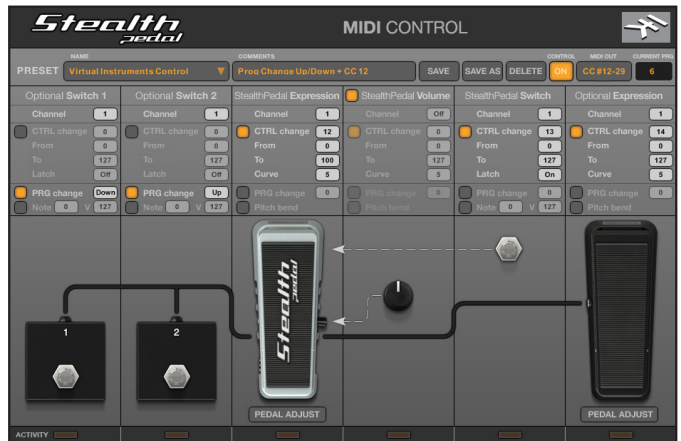 Stealth pedal
MIDI CONTROL
PRESET
NAME
Virtual Instruments Control
COMMENTS
Prog Change Up/Down + CC 12
SAVE
SAVE AS
DELETE
CONTROL
ON
MIDI OUT
CC #12-29
CURRENT PRG
6
Optional Switch 1
Channel 1
CTRL change 0
From 0
To 127
Latch Off
PRG change Down
Note 0 V 127
Optional Switch 2
Channel 1
CTRL change 0
From 0
To 127
Latch Off
PRG change Up
Note 0 V 127
StealthPedal Expression
Channel 1
CTRL change 12
From 0
To 100
Curve 5
PRG change 0
Pitch bend
StealthPedal Volume
Channel Off
CTRL change 0
From 0
To 127
Curve 5
PRG change 0
Pitch bend
StealthPedal Switch
Channel 1
CTRL change 13
From 0
To 127
Latch On
PRG change 0
Note 0 V 127
Optional Expression
Channel 1
CTRL change 14
From 0
To 127
Curve 5
PRG change 0
Pitch bend
1
2
Stealth pedal
PEDAL ADJUST
PEDAL ADJUST
ACTIVITY